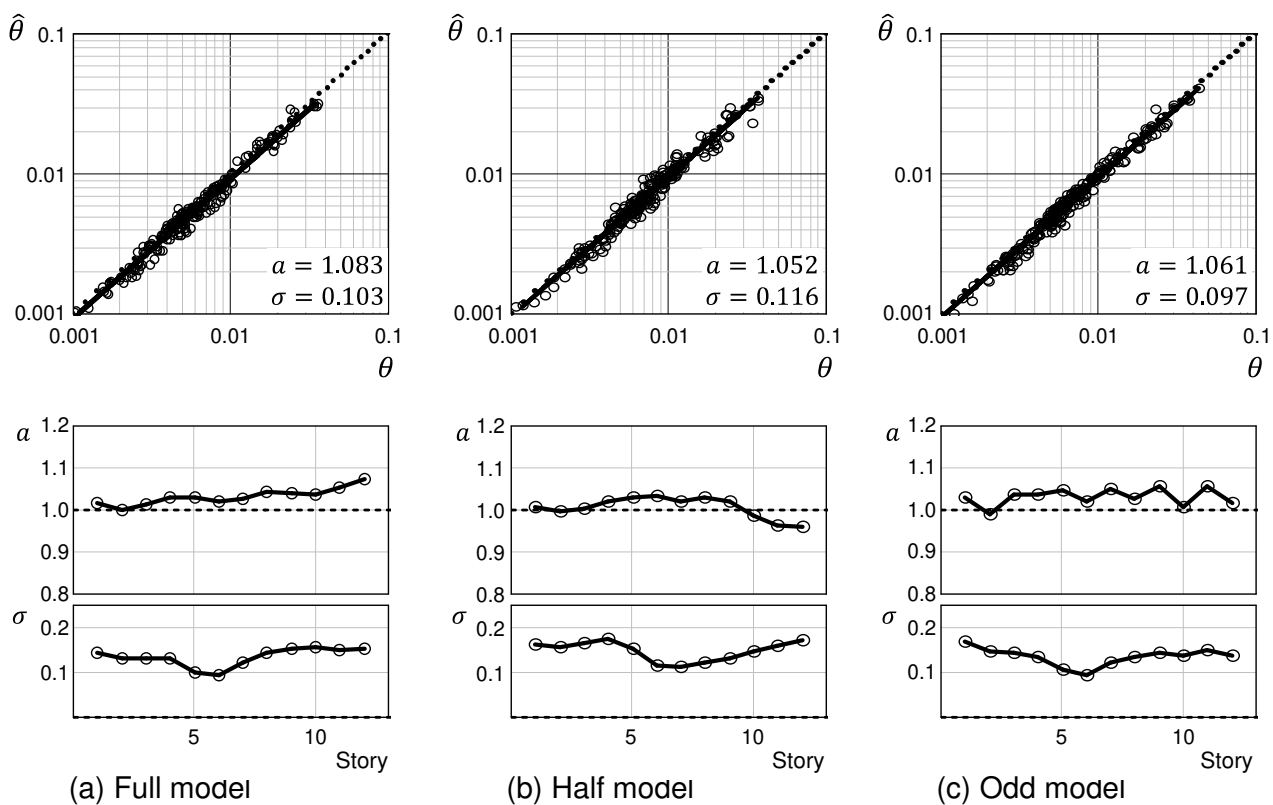 θ̂
0.1
0.01
0.001
a = 1.083
σ = 0.103
0.001
0.01
0.1
θ
θ̂
0.1
0.01
0.001
a = 1.052
σ = 0.116
0.001
0.01
0.1
θ
θ̂
0.1
0.01
0.001
a = 1.061
σ = 0.097
0.001
0.01
0.1
θ
a
1.2
1.1
1.0
0.9
0.8
σ
0.2
0.1
5
10
Story
(a) Full model
a
1.2
1.1
1.0
0.9
0.8
σ
0.2
0.1
5
10
Story
(b) Half model
a
1.2
1.1
1.0
0.9
0.8
σ
0.2
0.1
5
10
Story
(c) Odd model